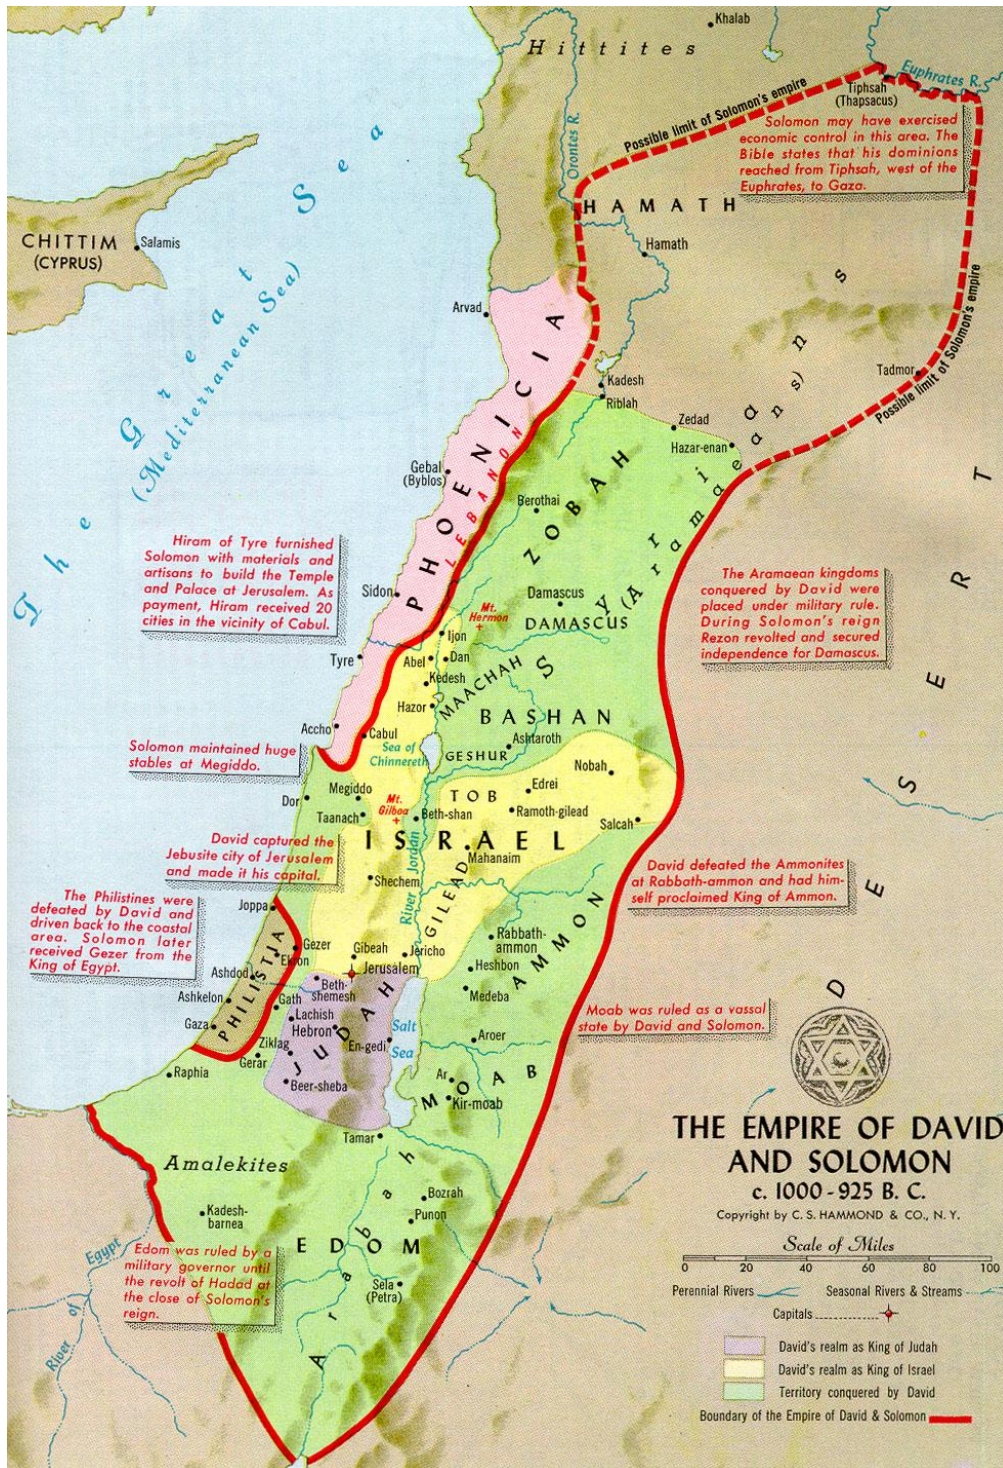 Khalab
Hittites
Euphrates R.
Tiphsah
(Thapsacus)
Possible limit of Solomon's empire
Solomon may have exercised
economic control in this area. The
Bible states that his dominions
reached from Tiphsah, west of the
Euphrates, to Gaza.
Orontes R.
HAMATH
Hamath
CHITTIM
(CYPRUS)
Salamis
The Great Sea
(Mediterranean Sea)
Arvad
Possible limit of Solomon's empire
Tadmor
Kadesh
Riblah
Zedad
Hazar-enan
PHOENICIA
LEBANON
Gebal
(Byblos)
Berothai
ZOBAH
Syrians
(Aramaeans)
DESERT
Hiram of Tyre furnished
Solomon with materials and
artisans to build the Temple
and Palace at Jerusalem. As
payment, Hiram received 20
cities in the vicinity of Cabul.
The Aramaean kingdoms
conquered by David were
placed under military rule.
During Solomon's reign
Rezon revolted and secured
independence for Damascus.
Sidon
Damascus
DAMASCUS
Mt.
Hermon
Ijon
Tyre
Abel
Dan
Kedesh
MAACHAH
Hazor
BASHAN
Accho
Cabul
Sea of
Chinnereth
GESHUR
Ashtaroth
Solomon maintained huge
stables at Megiddo.
Nobah
Edrei
Dor
Megiddo
Mt.
Gilboa
TOB
Taanach
Beth-shan
Ramoth-gilead
Salcah
ISRAEL
David captured the
Jebusite city of Jerusalem
and made it his capital.
Mahanaim
David defeated the Ammonites
at Rabbath-ammon and had him-
self proclaimed King of Ammon.
Shechem
River Jordan
GILEAD
The Philistines were
defeated by David and
driven back to the coastal
area. Solomon later
received Gezer from the
King of Egypt.
Joppa
PHILISTIA
Gezer
Ekron
Gibeah
Jericho
Rabbath-
ammon
AMMON
Ashdod
Jerusalem
Heshbon
Beth-
shemesh
Medeba
Ashkelon
Gath
Lachish
Hebron
JUDAH
Salt
Sea
Moab was ruled as a vassal
state by David and Solomon.
Gaza
Ziklag
En-gedi
Aroer
Gerar
Raphia
Beer-sheba
Ar
MOAB
Kir-moab
Tamar
Amalekites
Arabah
Bozrah
Kadesh-
barnea
Punon
EDOM
Edom was ruled by a
military governor until
the revolt of Hadad at
the close of Solomon's
reign.
Sela
(Petra)
River of Egypt
THE EMPIRE OF DAVID
AND SOLOMON
c. 1000 - 925 B. C.
Copyright by C. S. HAMMOND & CO., N. Y.
Scale of Miles
0 20 40 60 80 100
Perennial Rivers
Seasonal Rivers & Streams
Capitals
David's realm as King of Judah
David's realm as King of Israel
Territory conquered by David
Boundary of the Empire of David & Solomon